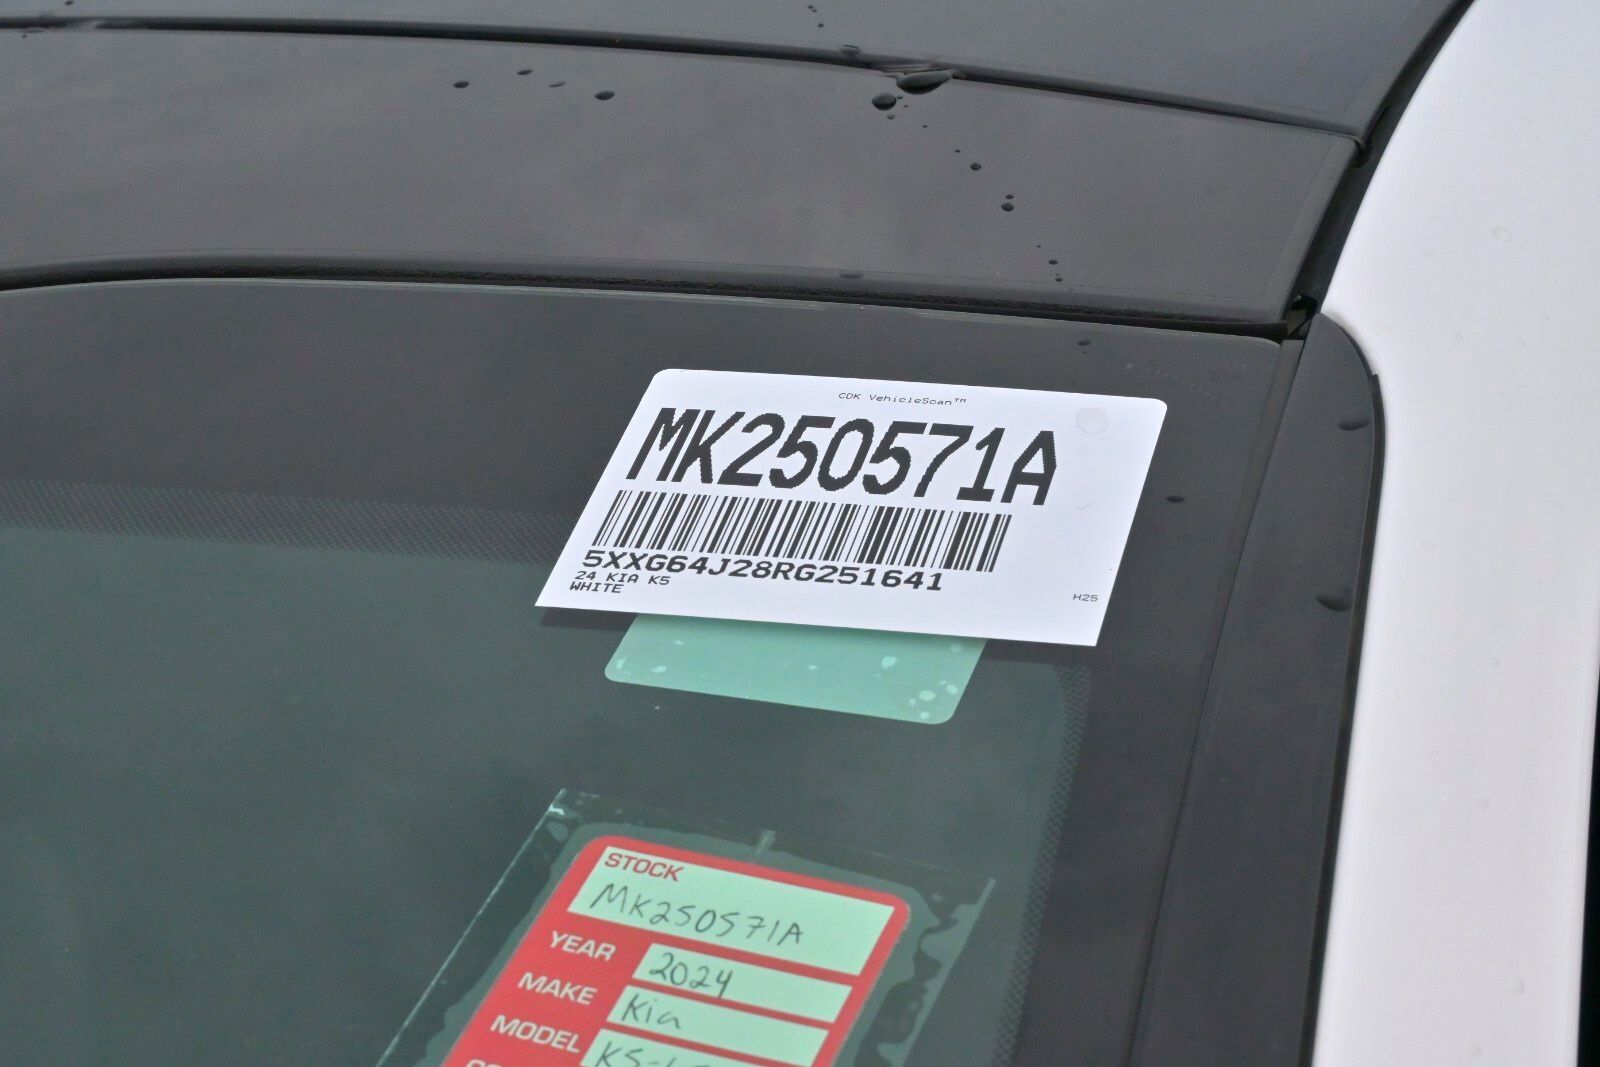 CDK VehicleScan™
MK250571A
5XXG64J28RG251641
24 KIA K5
WHITE
H25
STOCK
MK250571A
YEAR
2024
MAKE
Kia
MODEL